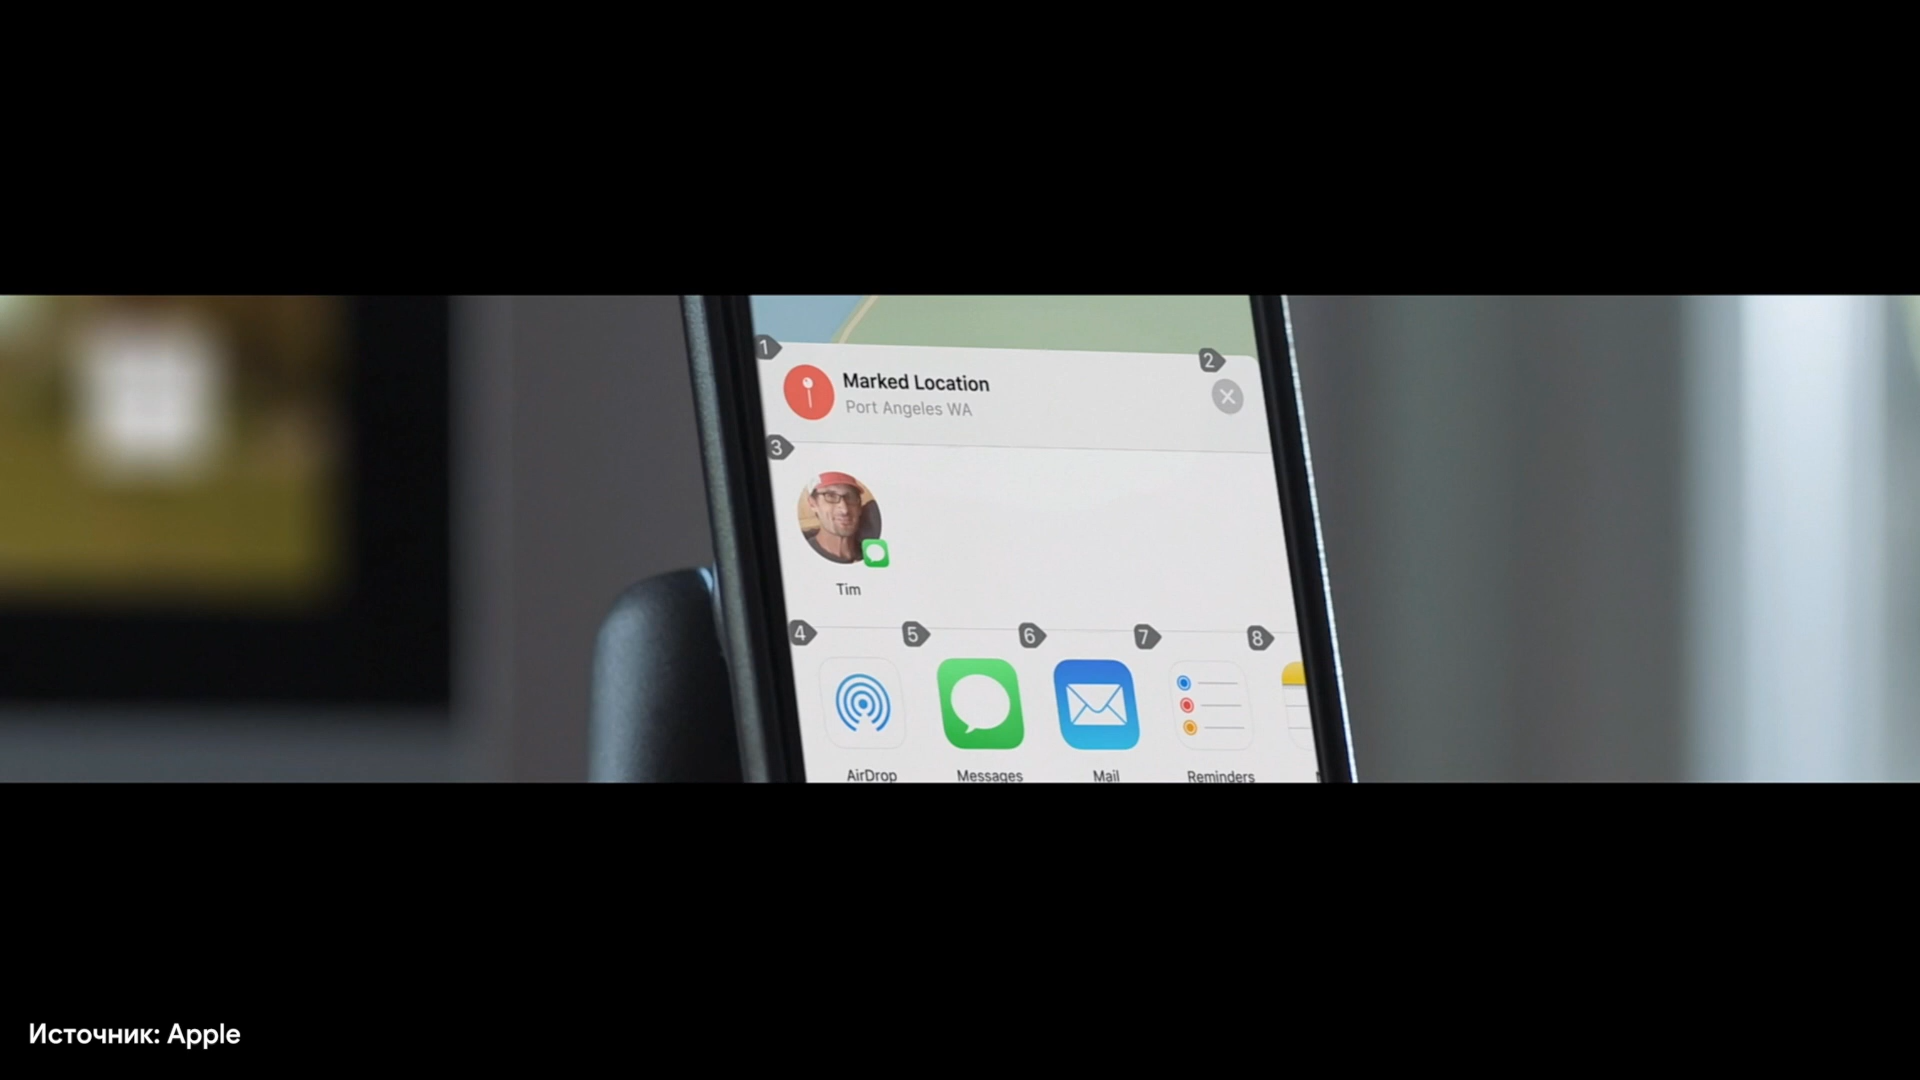 1
2
Marked Location
Port Angeles WA
3
Tim
4 5 6 7 8
AirDrop Messages Mail Reminders
Источник: Apple